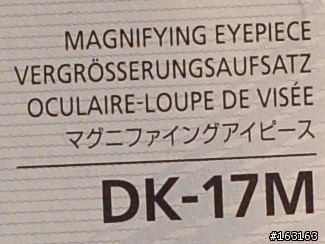 MAGNIFYING EYEPIECE
VERGRÖSSERUNGSAUFSATZ
OCULAIRE-LOUPE DE VISÉE
マグニファイングアイピース
DK-17M
#163163